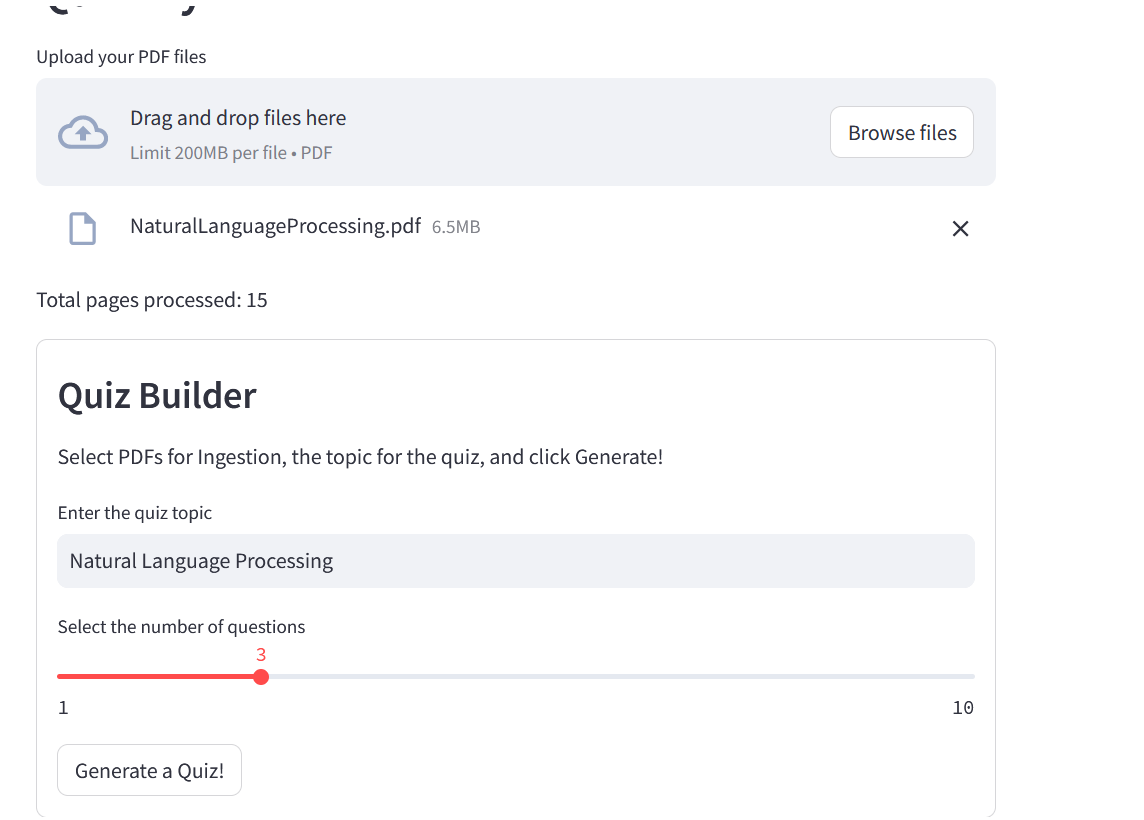 Upload your PDF files
Drag and drop files here
Limit 200MB per file • PDF
Browse files
NaturalLanguageProcessing.pdf 6.5MB
Total pages processed: 15
Quiz Builder
Select PDFs for Ingestion, the topic for the quiz, and click Generate!
Enter the quiz topic
Natural Language Processing
Select the number of questions
3
1 10
Generate a Quiz!